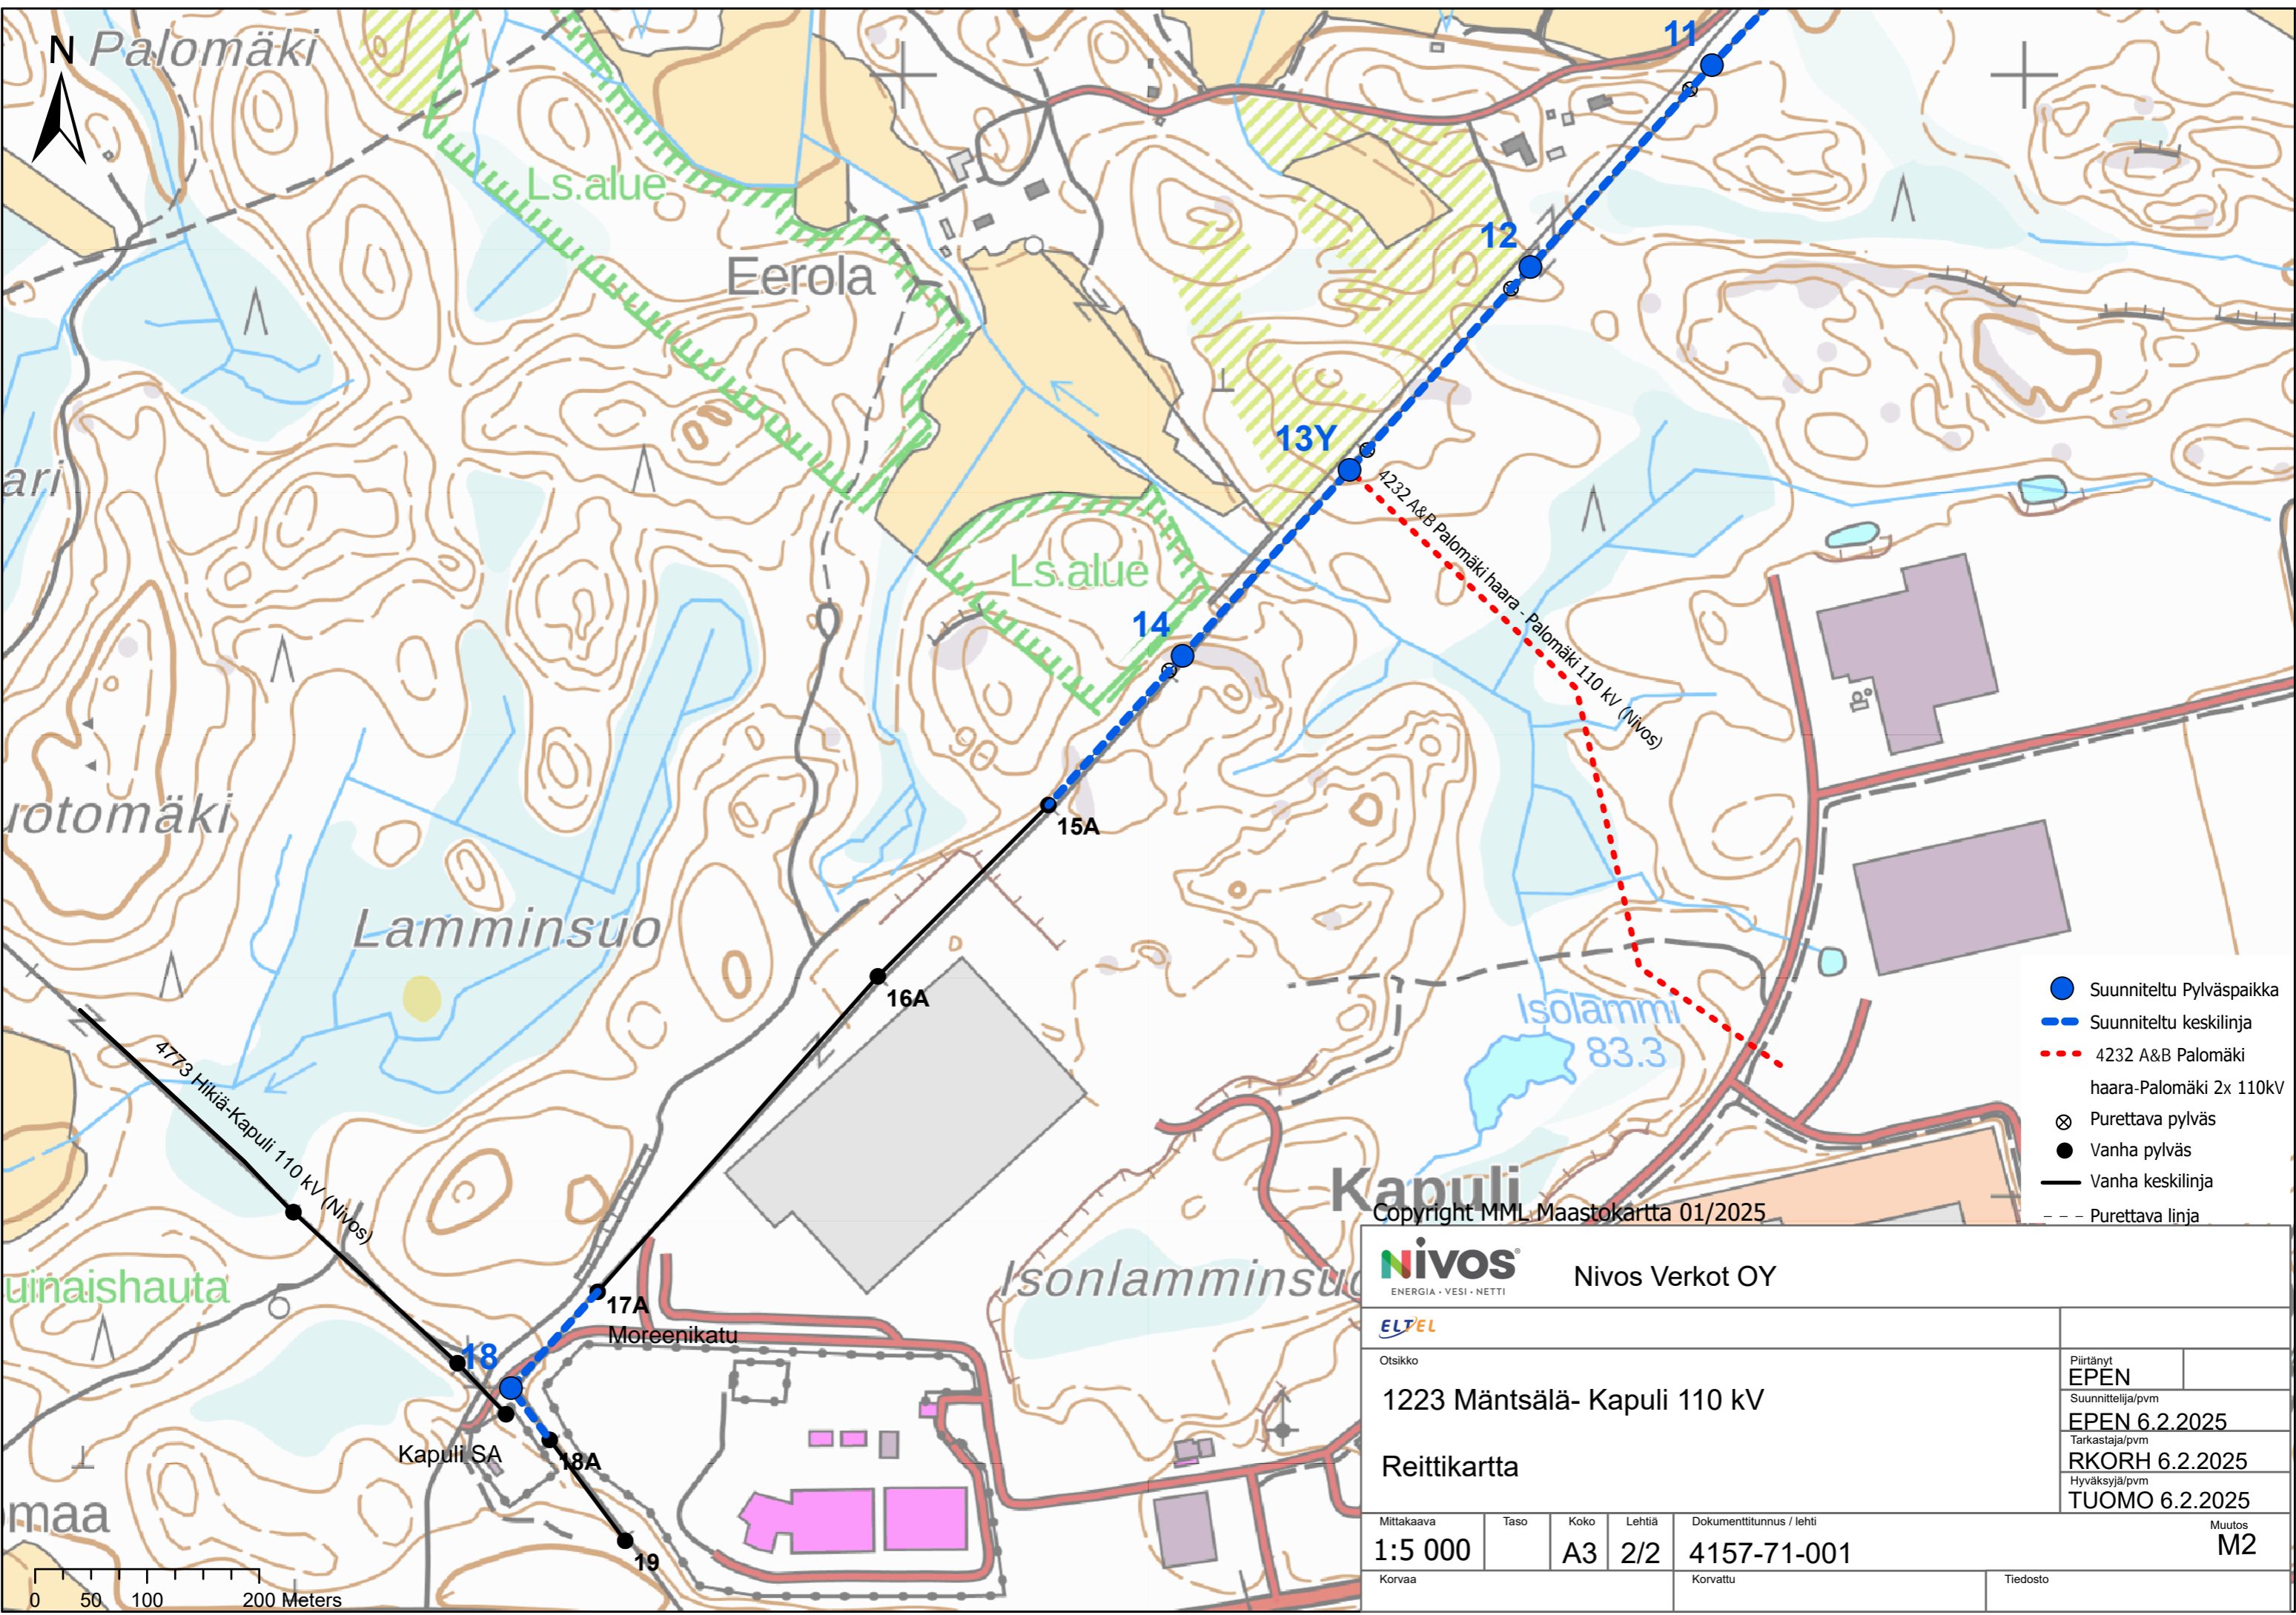 N
Palomäki
11
Ls.alue
12
Eerola
13Y
4232 A&B Palomäki haara - Palomäki 110 kV (Nivos)
ari
Ls.alue
14
90
15A
uotomäki
Lamminsuo
16A
Isolammi
83.3
4773 Hikiä-Kapuli 110 kV (Nivos)
Kapuli
uinaishauta
Isonlamminsuo
17A
Moreenikatu
18
Kapuli SA
18A
maa
19
0 50 100 200 Meters
Suunniteltu Pylväspaikka
Suunniteltu keskilinja
4232 A&B Palomäki
haara-Palomäki 2x 110kV
Purettava pylväs
Vanha pylväs
Vanha keskilinja
Purettava linja
Copyright MML Maastokartta 01/2025
Nivos®
ENERGIA • VESI • NETTI
Nivos Verkot OY
ELTEL
Otsikko
1223 Mäntsälä- Kapuli 110 kV
Reittikartta
Piirtänyt
EPEN
Suunnittelija/pvm
EPEN 6.2.2025
Tarkastaja/pvm
RKORH 6.2.2025
Hyväksyjä/pvm
TUOMO 6.2.2025
Mittakaava Taso Koko Lehtiä Dokumenttitunnus / lehti Muutos
1:5 000 A3 2/2 4157-71-001 M2
Korvaa Korvattu Tiedosto